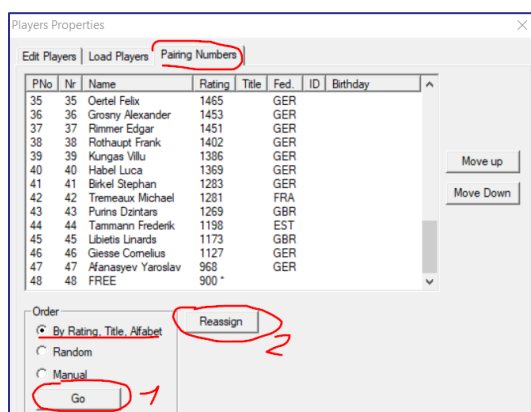 Players Properties
Edit Players Load Players Pairing Numbers
PNo Nr Name Rating Title Fed. ID Birthday
35 35 Oertel Felix 1465 GER
36 36 Grosny Alexander 1453 GER
37 37 Rimmer Edgar 1451 GER
38 38 Rothaupt Frank 1402 GER
39 39 Kungas Villu 1386 GER
40 40 Habel Luca 1369 GER
41 41 Birkel Stephan 1283 GER
42 42 Tremeaux Michael 1281 FRA
43 43 Purins Dzintars 1269 GBR
44 44 Tammann Frederik 1198 EST
45 45 Libietis Linards 1173 GBR
46 46 Giesse Cornelius 1127 GER
47 47 Afanasyev Yaroslav 968 GER
48 48 FREE 900 *
Move up
Move Down
Order
By Rating, Title, Alfabet
Random
Manual
Go 1
Reassign
2